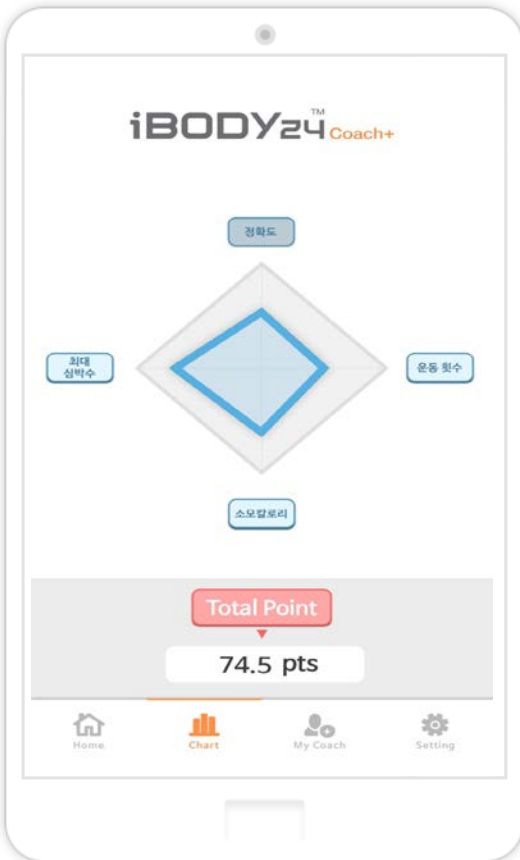 iBODY24™ Coach+
정확도
최대
심박수
운동 횟수
소모칼로리
Total Point
74.5 pts
Home
Chart
My Coach
Setting